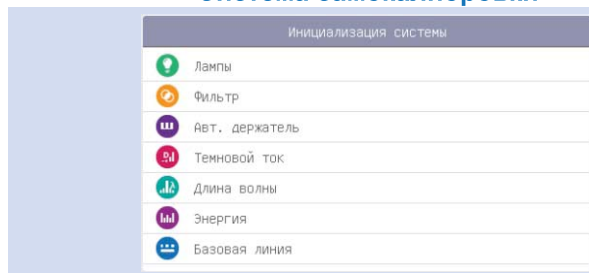 Инициализация системы
Лампы
Фильтр
Авт. держатель
Темновой ток
Длина волны
Энергия
Базовая линия